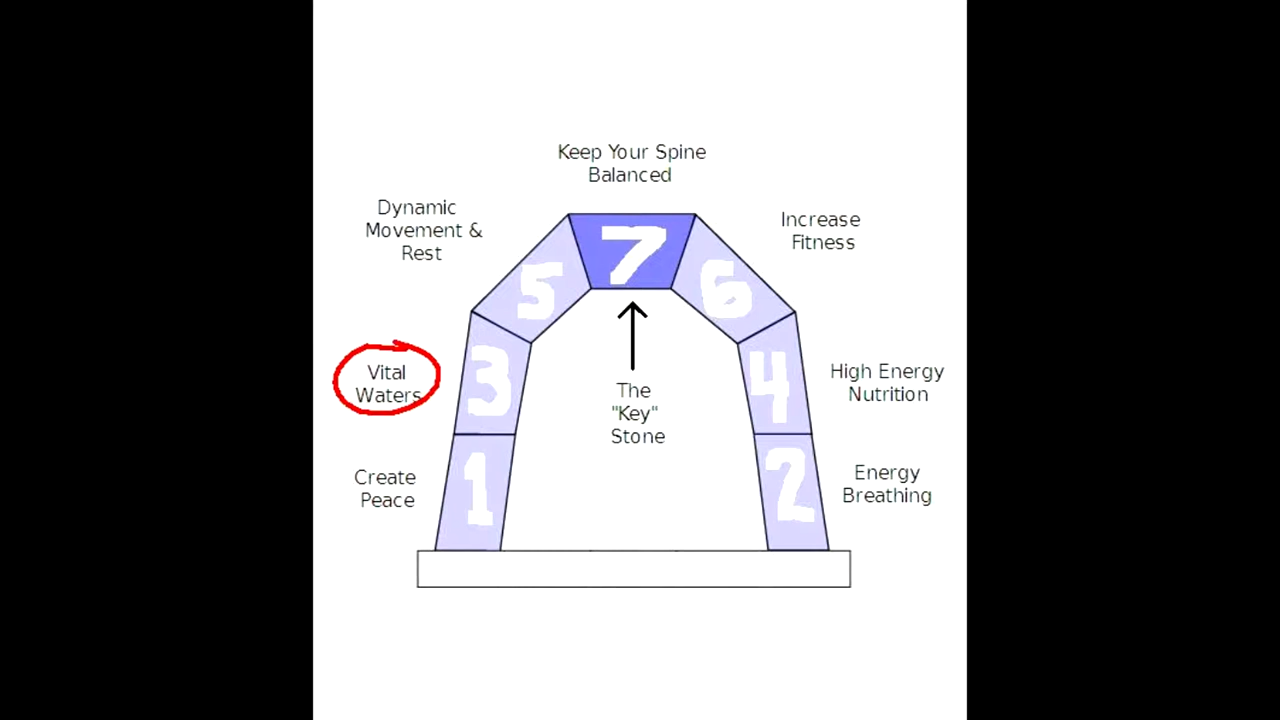 Keep Your Spine
Balanced
Dynamic
Movement &
Rest
Increase
Fitness
7
5
6
Vital
Waters
3
4
High Energy
Nutrition
The
"Key"
Stone
Create
Peace
1
2
Energy
Breathing